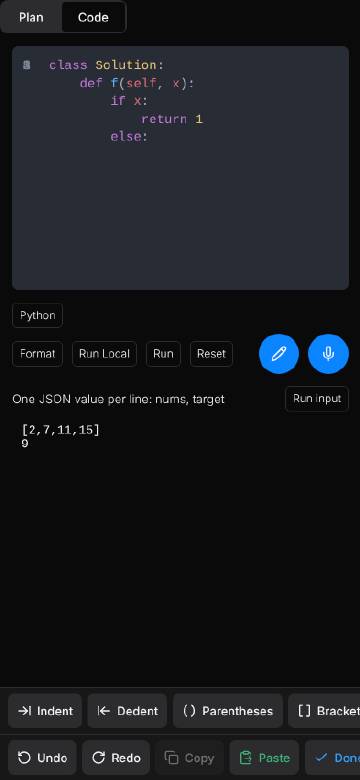 Plan Code
class Solution:
    def f(self, x):
        if x:
            return 1
        else:
Python
Format Run Local Run Reset
One JSON value per line: nums, target Run input
[2,7,11,15]
9
Indent Dedent () Parentheses [] Bracket
Undo Redo Copy Paste Done